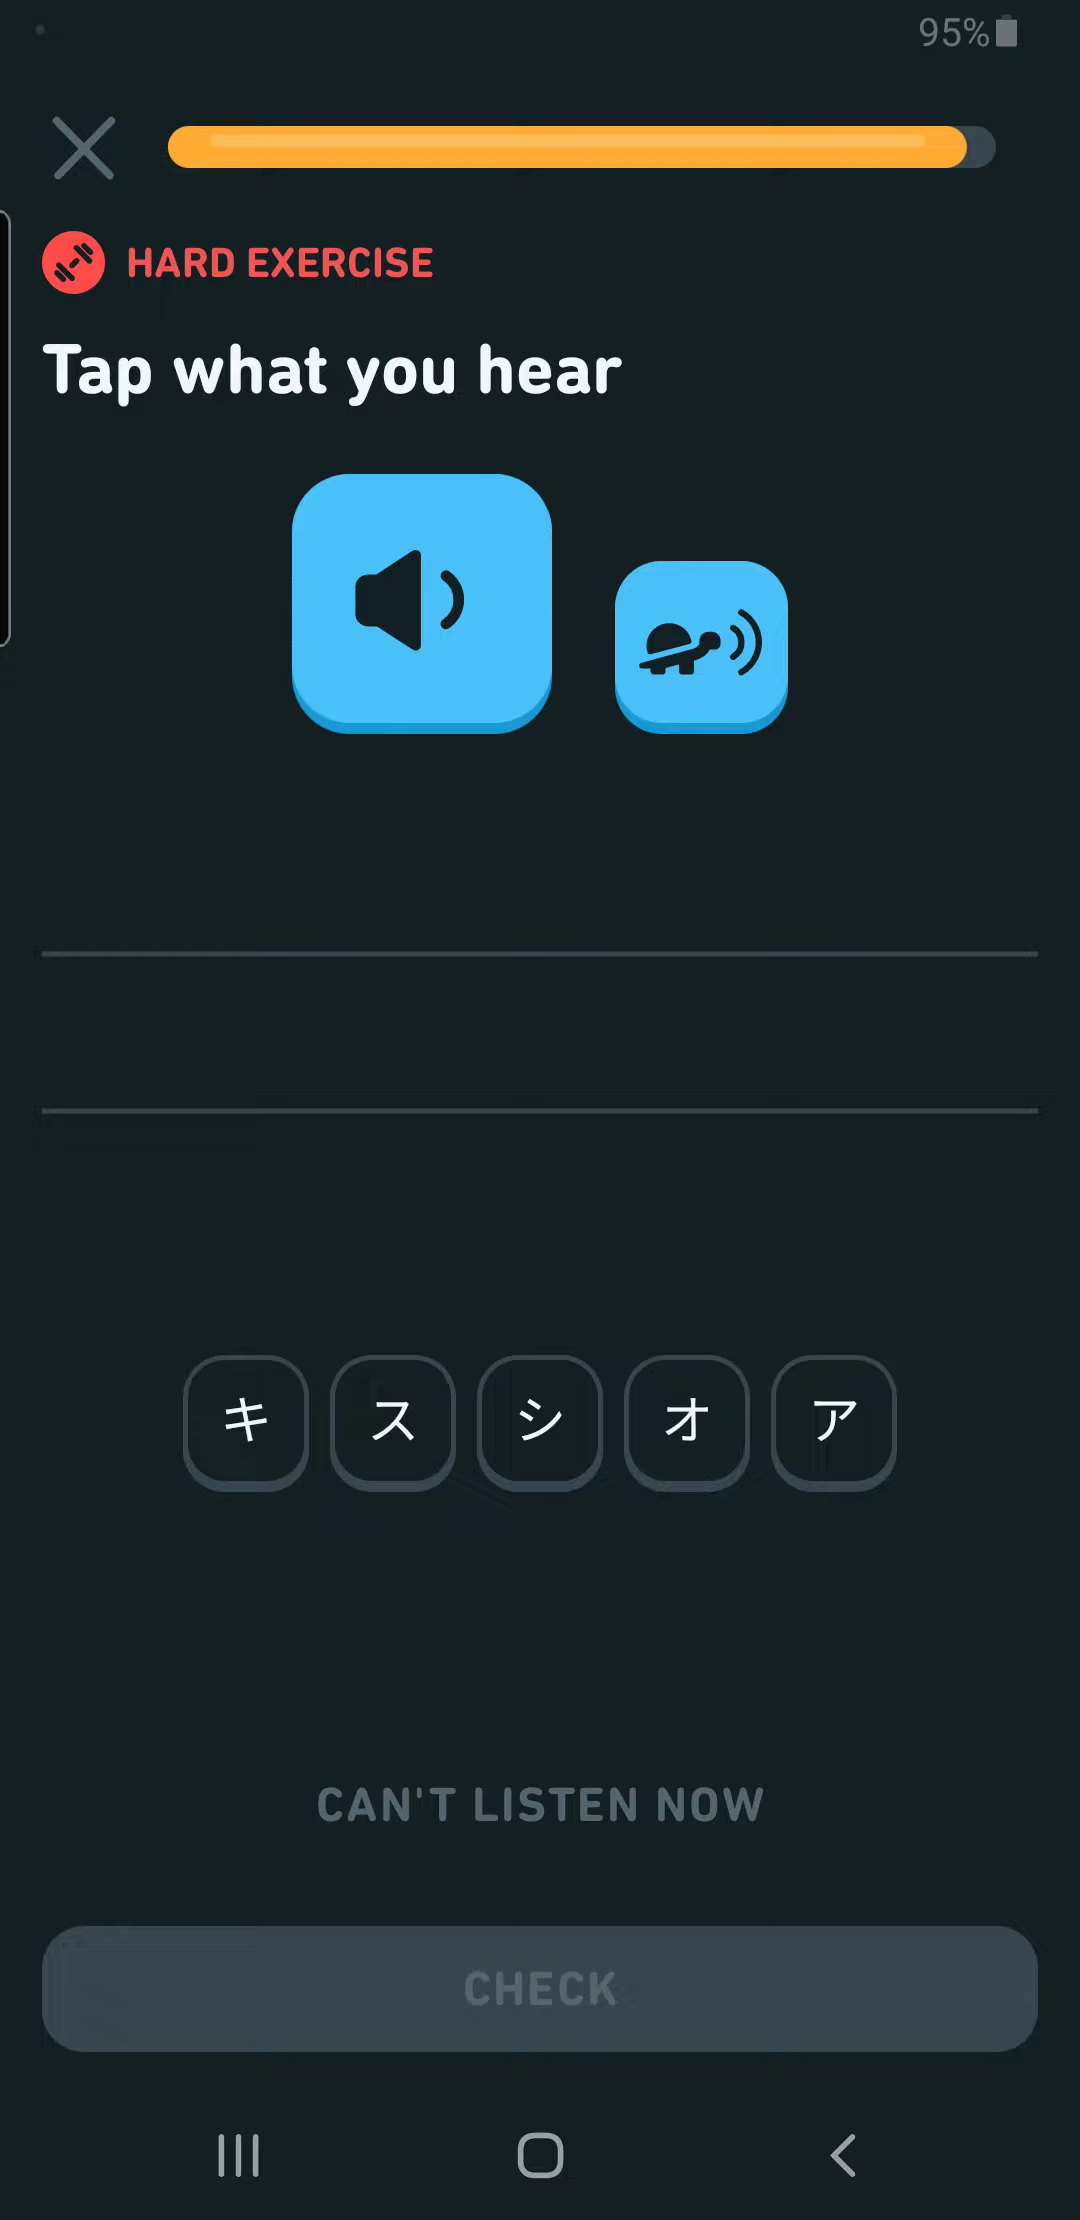 95%
HARD EXERCISE
Tap what you hear
キ ス シ オ ア
CAN'T LISTEN NOW
CHECK